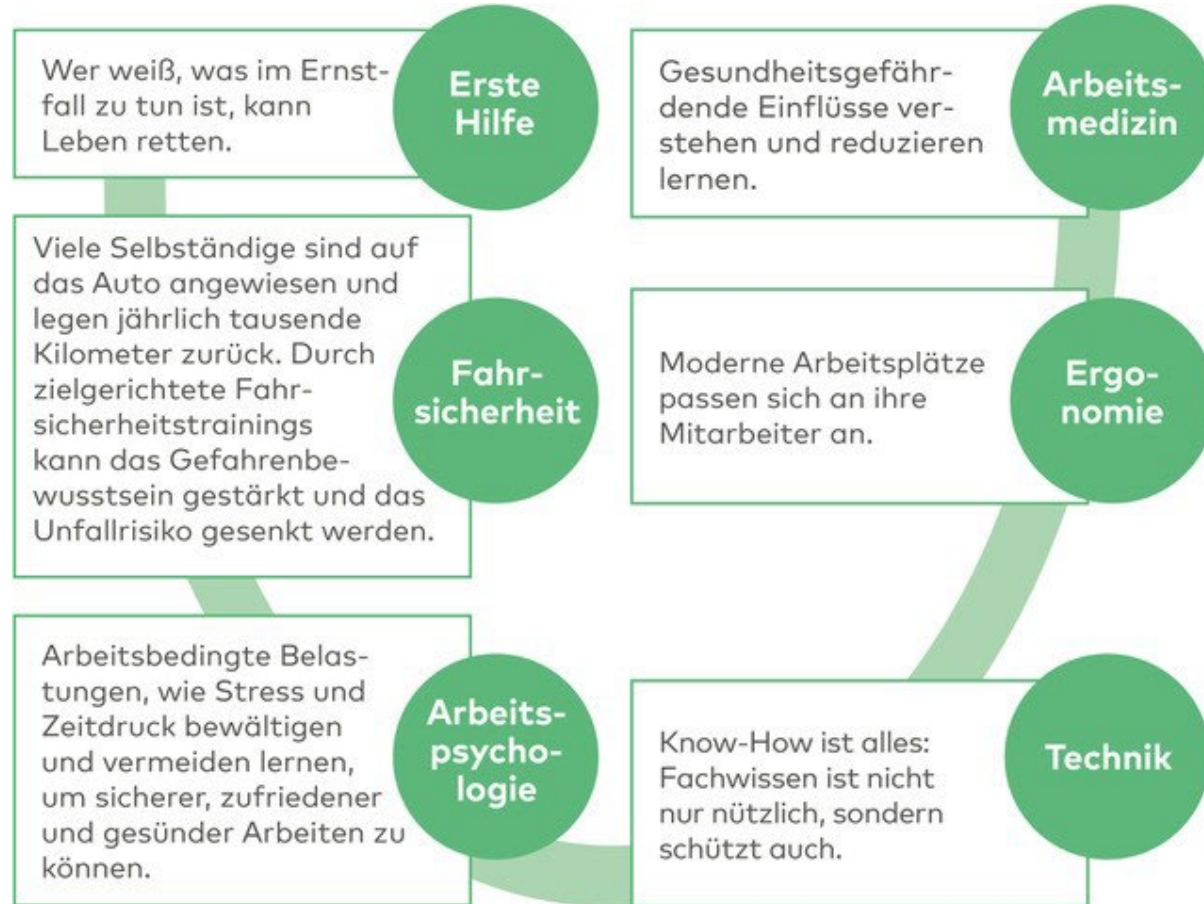 Wer weiß, was im Ernst-
fall zu tun ist, kann
Leben retten.
Erste
Hilfe
Viele Selbständige sind auf
das Auto angewiesen und
legen jährlich tausende
Kilometer zurück. Durch
zielgerichtete Fahr-
sicherheitstrainings
kann das Gefahrenbe-
wusstsein gestärkt und das
Unfallrisiko gesenkt werden.
Fahr-
sicherheit
Arbeitsbedingte Belas-
tungen, wie Stress und
Zeitdruck bewältigen
und vermeiden lernen,
um sicherer, zufriedener
und gesünder Arbeiten zu
können.
Arbeits-
psycho-
logie
Gesundheitsgefähr-
dende Einflüsse ver-
stehen und reduzieren
lernen.
Arbeits-
medizin
Moderne Arbeitsplätze
passen sich an ihre
Mitarbeiter an.
Ergo-
nomie
Know-How ist alles:
Fachwissen ist nicht
nur nützlich, sondern
schützt auch.
Technik